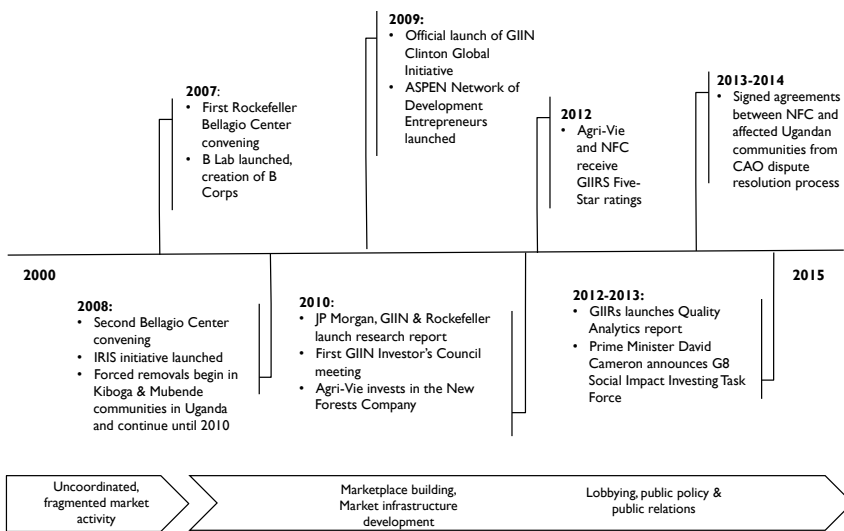 2007:
• First Rockefeller
Bellagio Center
convening
• B Lab launched,
creation of B
Corps
2009:
• Official launch of GIIN
Clinton Global
Initiative
• ASPEN Network of
Development
Entrepreneurs
launched
2012
• Agri-Vie
and NFC
receive
GIIRS Five-
Star ratings
2013-2014
• Signed agreements
between NFC and
affected Ugandan
communities from
CAO dispute
resolution process
2000
2015
2008:
• Second Bellagio Center
convening
• IRIS initiative launched
• Forced removals begin in
Kiboga & Mubende
communities in Uganda
and continue until 2010
2010:
• JP Morgan, GIIN & Rockefeller
launch research report
• First GIIN Investor's Council
meeting
• Agri-Vie invests in the New
Forests Company
2012-2013:
• GIIRs launches Quality
Analytics report
• Prime Minister David
Cameron announces G8
Social Impact Investing Task
Force
Uncoordinated,
fragmented market
activity
Marketplace building,
Market infrastructure
development
Lobbying, public policy &
public relations